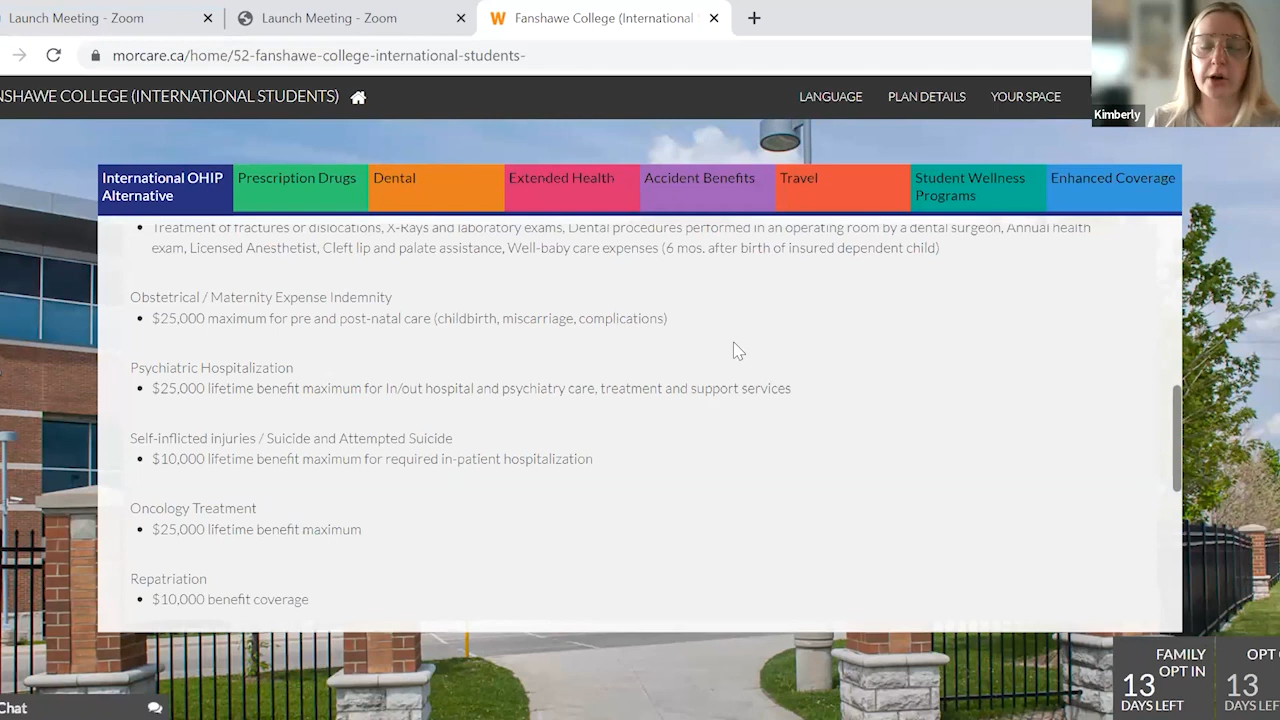 Launch Meeting - Zoom
Launch Meeting - Zoom
Fanshawe College (International
morcare.ca/home/52-fanshawe-college-international-students-
NSHAWE COLLEGE (INTERNATIONAL STUDENTS)
LANGUAGE
PLAN DETAILS
YOUR SPACE
Kimberly
International OHIP
Alternative
Prescription Drugs
Dental
Extended Health
Accident Benefits
Travel
Student Wellness
Programs
Enhanced Coverage
• Treatment of fractures or dislocations, X-Rays and laboratory exams, Dental procedures performed in an operating room by a dental surgeon, Annual health
exam, Licensed Anesthetist, Cleft lip and palate assistance, Well-baby care expenses (6 mos. after birth of insured dependent child)
Obstetrical / Maternity Expense Indemnity
• $25,000 maximum for pre and post-natal care (childbirth, miscarriage, complications)
Psychiatric Hospitalization
• $25,000 lifetime benefit maximum for In/out hospital and psychiatry care, treatment and support services
Self-inflicted injuries / Suicide and Attempted Suicide
• $10,000 lifetime benefit maximum for required in-patient hospitalization
Oncology Treatment
• $25,000 lifetime benefit maximum
Repatriation
• $10,000 benefit coverage
FAMILY
OPT IN
13
DAYS LEFT
OPT
13
DAYS LEF
Chat